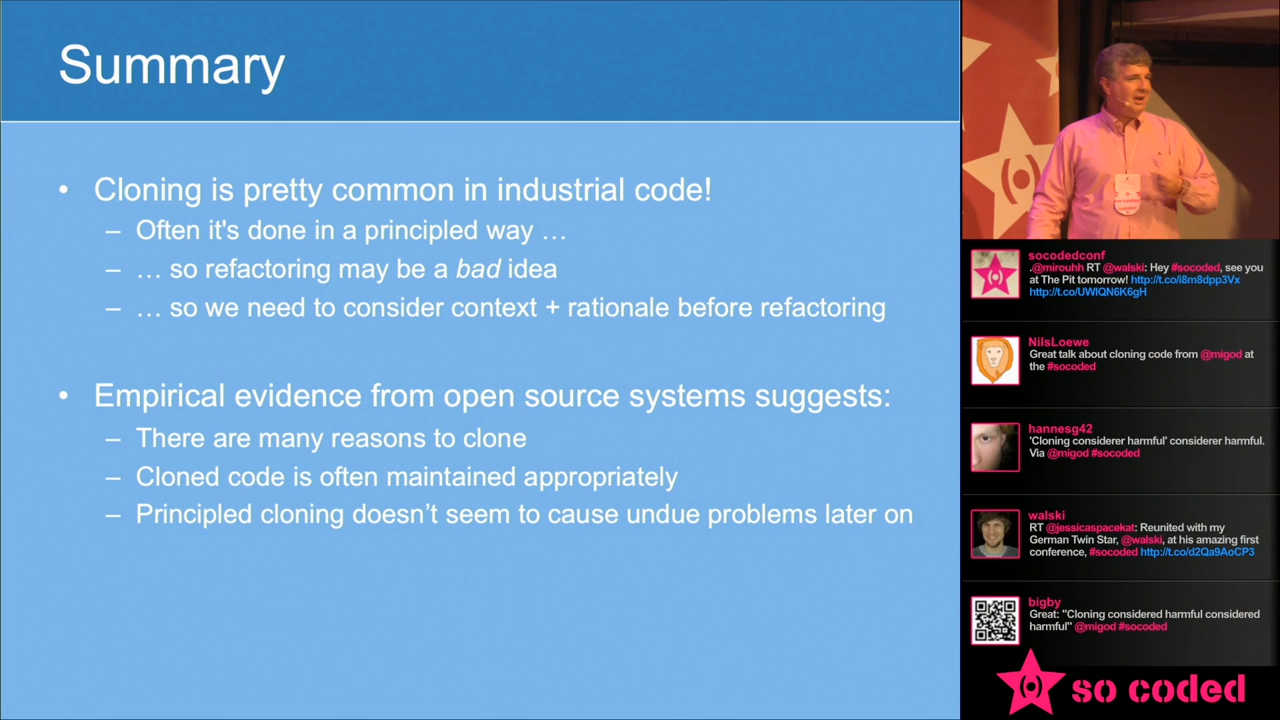 Summary
• Cloning is pretty common in industrial code!
– Often it's done in a principled way …
– … so refactoring may be a bad idea
– … so we need to consider context + rationale before refactoring
• Empirical evidence from open source systems suggests:
– There are many reasons to clone
– Cloned code is often maintained appropriately
– Principled cloning doesn’t seem to cause undue problems later on
socodedconf
.@mirouhh RT @walski: Hey #socoded, see you
at The Pit tomorrow! http://t.co/i8m8dpp3Vx
http://t.co/UWIQN6K6gH
NilsLoewe
Great talk about cloning code from @migod at
the #socoded
hannesg42
'Cloning considerer harmful' considerer harmful.
Via @migod #socoded
walski
RT @jessicaspacekat: Reunited with my
German Twin Star, @walski, at his amazing first
conference, #socoded http://t.co/d2Qa9AoCP3
bigby
Great: "Cloning considered harmful considered
harmful" @migod #socoded
so coded